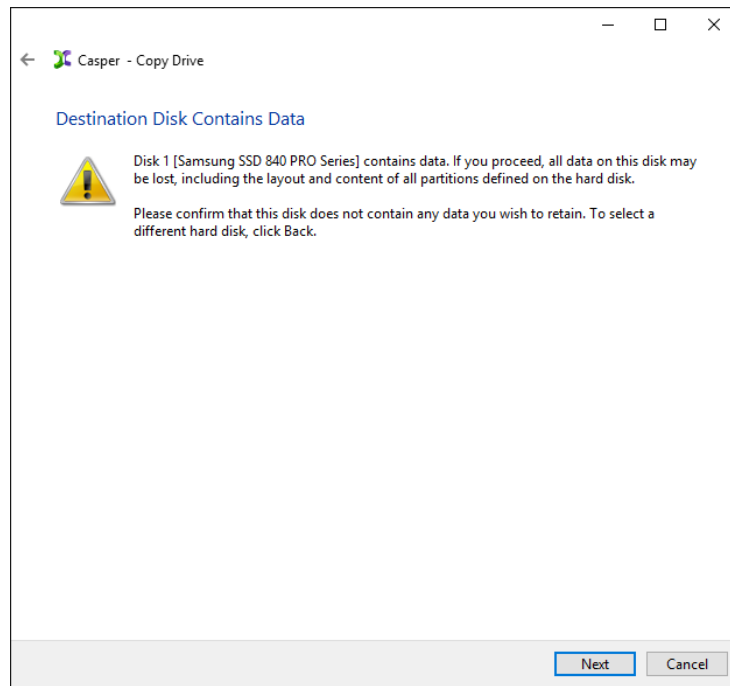 Casper - Copy Drive
Destination Disk Contains Data
Disk 1 [Samsung SSD 840 PRO Series] contains data. If you proceed, all data on this disk may
be lost, including the layout and content of all partitions defined on the hard disk.
Please confirm that this disk does not contain any data you wish to retain. To select a
different hard disk, click Back.
Next Cancel